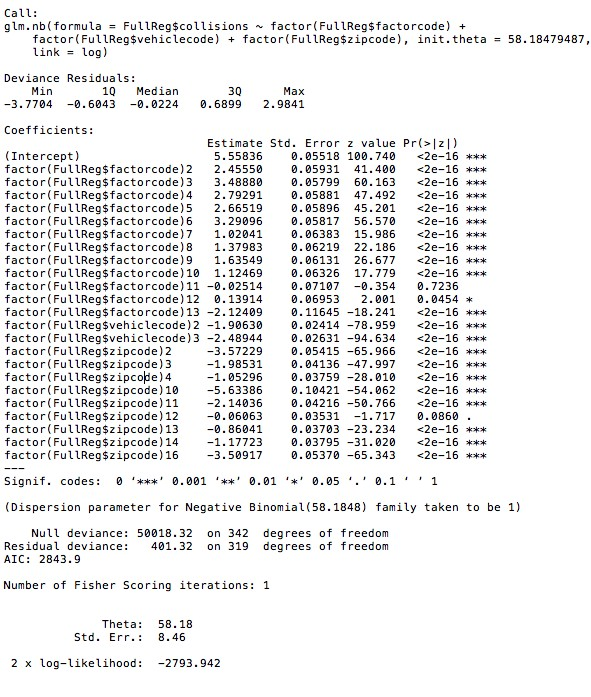 Call:
glm.nb(formula = FullReg$collisions ~ factor(FullReg$factorcode) +
    factor(FullReg$vehiclecode) + factor(FullReg$zipcode), init.theta = 58.18479487,
    link = log)

Deviance Residuals:
    Min       1Q   Median       3Q      Max
-3.7704  -0.6043  -0.0224   0.6899   2.9841

Coefficients:
                             Estimate Std. Error z value Pr(>|z|)
(Intercept)                   5.55836    0.05518 100.740   <2e-16 ***
factor(FullReg$factorcode)2   2.45550    0.05931  41.400   <2e-16 ***
factor(FullReg$factorcode)3   3.48880    0.05799  60.163   <2e-16 ***
factor(FullReg$factorcode)4   2.79291    0.05881  47.492   <2e-16 ***
factor(FullReg$factorcode)5   2.66519    0.05896  45.201   <2e-16 ***
factor(FullReg$factorcode)6   3.29096    0.05817  56.570   <2e-16 ***
factor(FullReg$factorcode)7   1.02041    0.06383  15.986   <2e-16 ***
factor(FullReg$factorcode)8   1.37983    0.06219  22.186   <2e-16 ***
factor(FullReg$factorcode)9   1.63549    0.06131  26.677   <2e-16 ***
factor(FullReg$factorcode)10  1.12469    0.06326  17.779   <2e-16 ***
factor(FullReg$factorcode)11 -0.02514    0.07107  -0.354   0.7236
factor(FullReg$factorcode)12  0.13914    0.06953   2.001   0.0454 *
factor(FullReg$factorcode)13 -2.12409    0.11645 -18.241   <2e-16 ***
factor(FullReg$vehiclecode)2 -1.90630    0.02414 -78.959   <2e-16 ***
factor(FullReg$vehiclecode)3 -2.48944    0.02631 -94.634   <2e-16 ***
factor(FullReg$zipcode)2     -3.57229    0.05415 -65.966   <2e-16 ***
factor(FullReg$zipcode)3     -1.98531    0.04136 -47.997   <2e-16 ***
factor(FullReg$zipcode)4     -1.05296    0.03759 -28.010   <2e-16 ***
factor(FullReg$zipcode)10    -5.63386    0.10421 -54.062   <2e-16 ***
factor(FullReg$zipcode)11    -2.14036    0.04216 -50.766   <2e-16 ***
factor(FullReg$zipcode)12    -0.06063    0.03531  -1.717   0.0860 .
factor(FullReg$zipcode)13    -0.86041    0.03703 -23.234   <2e-16 ***
factor(FullReg$zipcode)14    -1.17723    0.03795 -31.020   <2e-16 ***
factor(FullReg$zipcode)16    -3.50917    0.05370 -65.343   <2e-16 ***
---
Signif. codes:  0 ‘***’ 0.001 ‘**’ 0.01 ‘*’ 0.05 ‘.’ 0.1 ‘ ’ 1

(Dispersion parameter for Negative Binomial(58.1848) family taken to be 1)

    Null deviance: 50018.32  on 342  degrees of freedom
Residual deviance:   401.32  on 319  degrees of freedom
AIC: 2843.9

Number of Fisher Scoring iterations: 1


              Theta:  58.18
          Std. Err.:  8.46

 2 x log-likelihood:  -2793.942